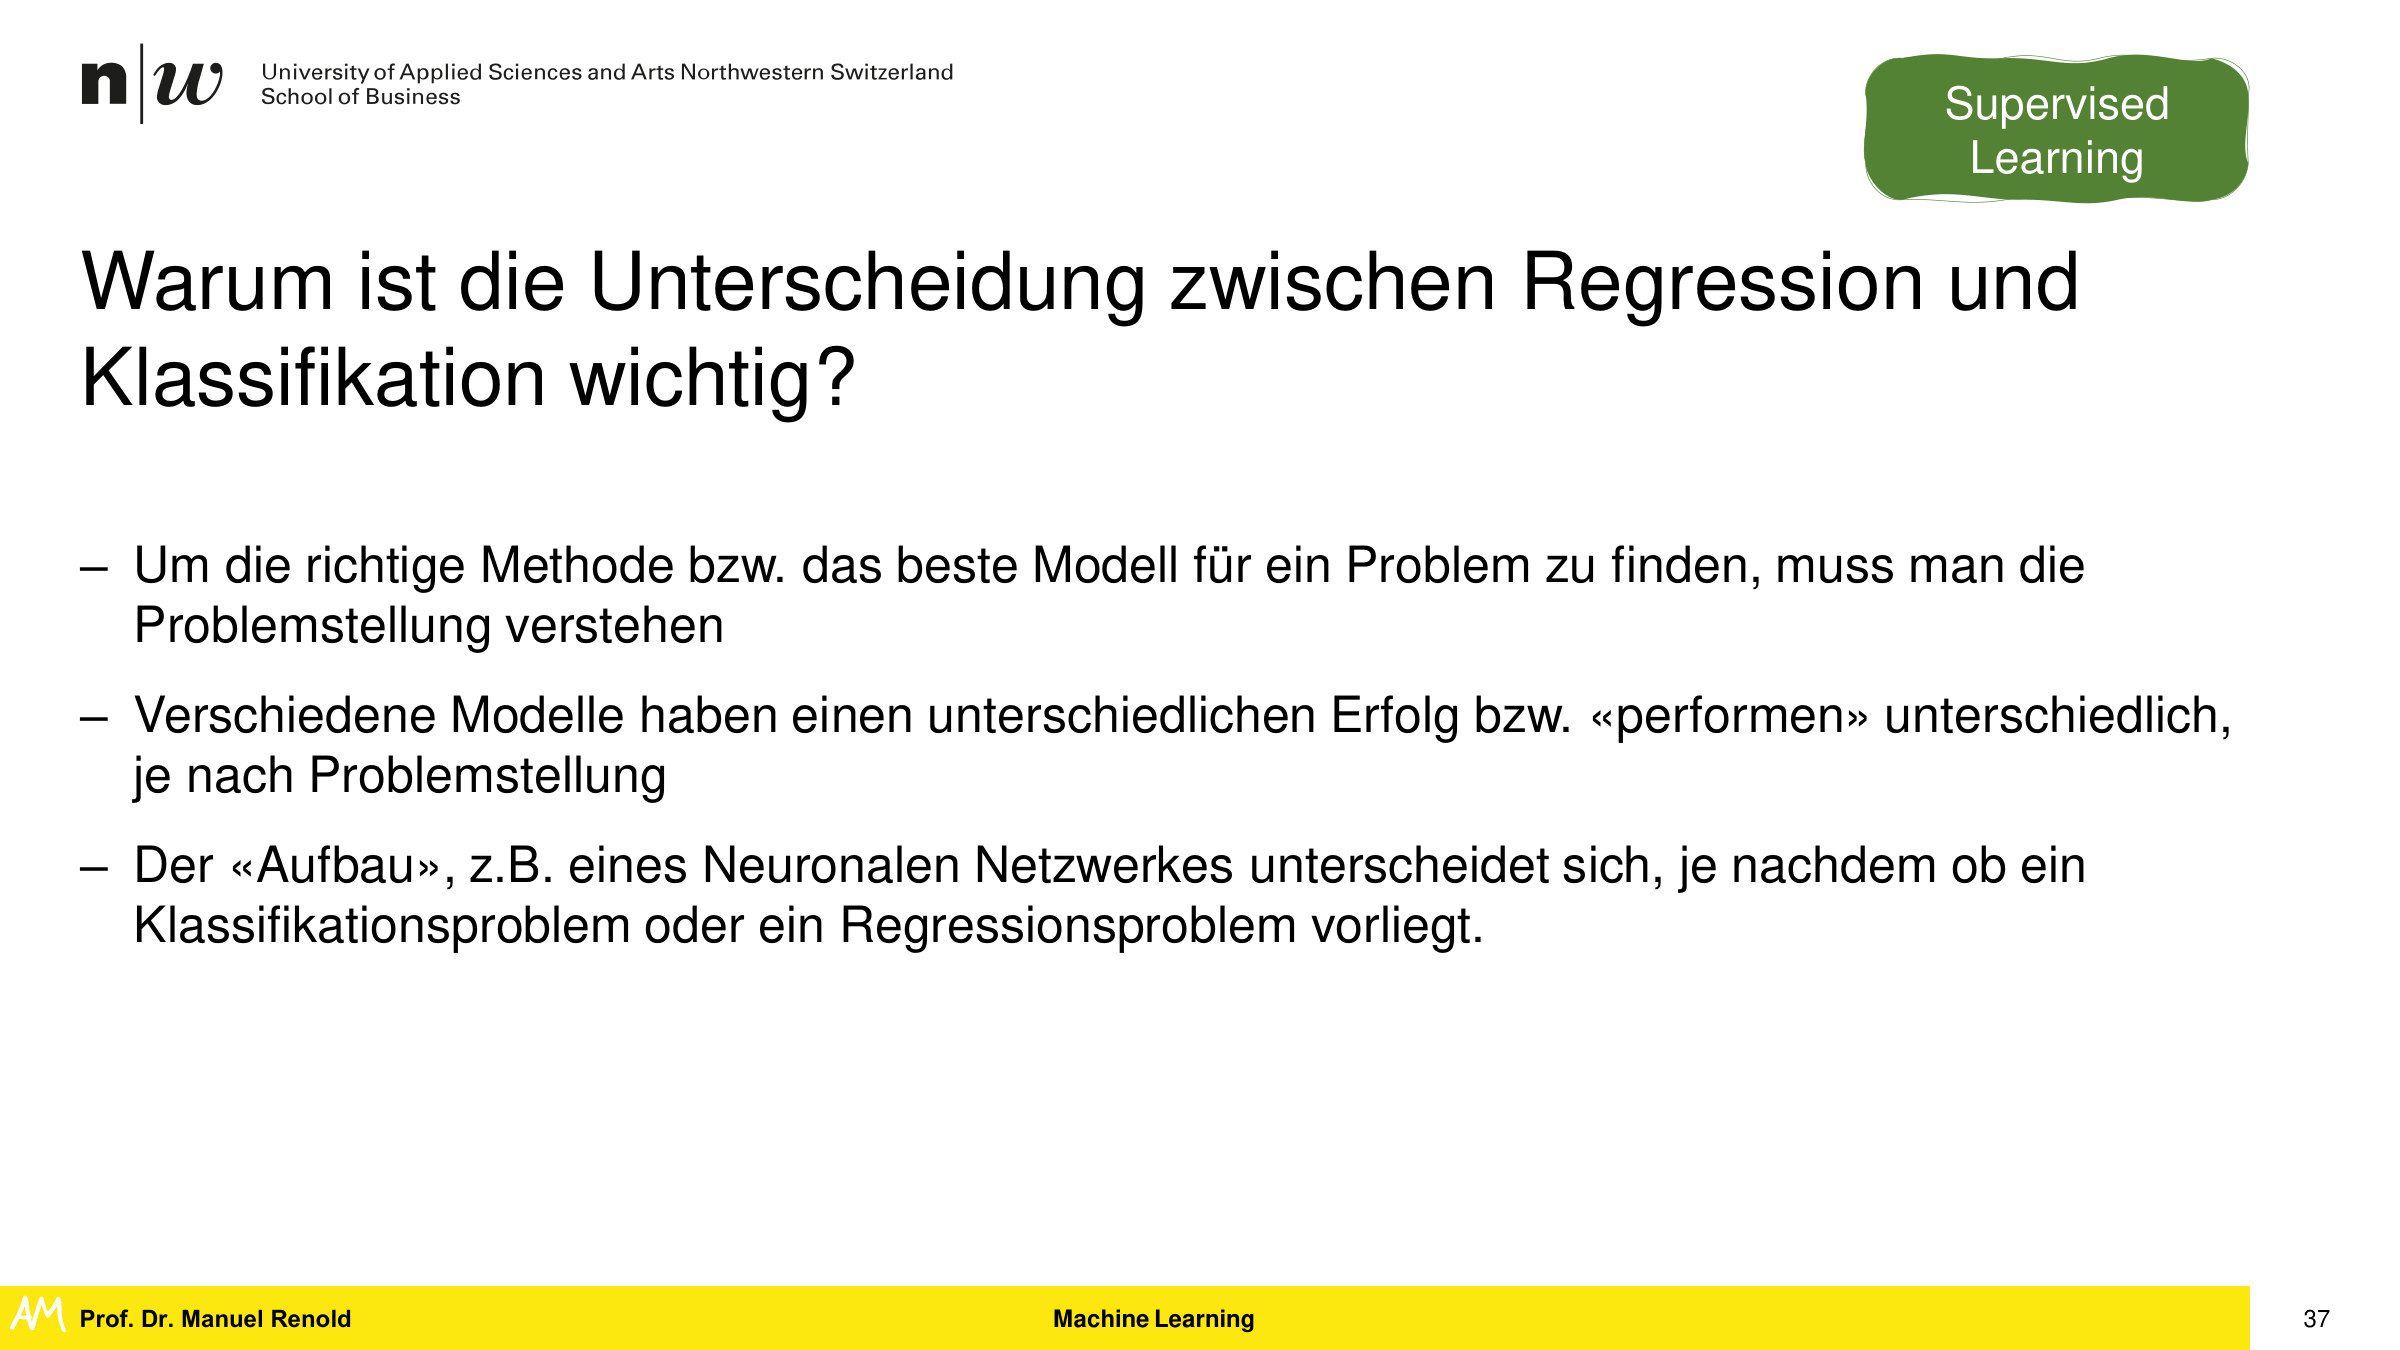 n|w University of Applied Sciences and Arts Northwestern Switzerland
School of Business
Supervised
Learning
Warum ist die Unterscheidung zwischen Regression und
Klassifikation wichtig?
– Um die richtige Methode bzw. das beste Modell für ein Problem zu finden, muss man die
Problemstellung verstehen
– Verschiedene Modelle haben einen unterschiedlichen Erfolg bzw. «performen» unterschiedlich,
je nach Problemstellung
– Der «Aufbau», z.B. eines Neuronalen Netzwerkes unterscheidet sich, je nachdem ob ein
Klassifikationsproblem oder ein Regressionsproblem vorliegt.
AM Prof. Dr. Manuel Renold Machine Learning 37